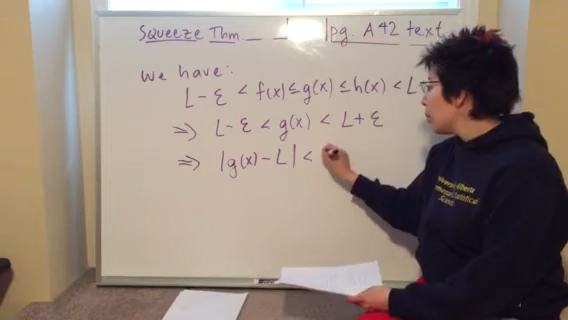 Squeeze Thm. pg. A42 text
We have:
L - ε < f(x) ≤ g(x) ≤ h(x) < L +
⇒ L - ε < g(x) < L + ε
⇒ |g(x) - L| <